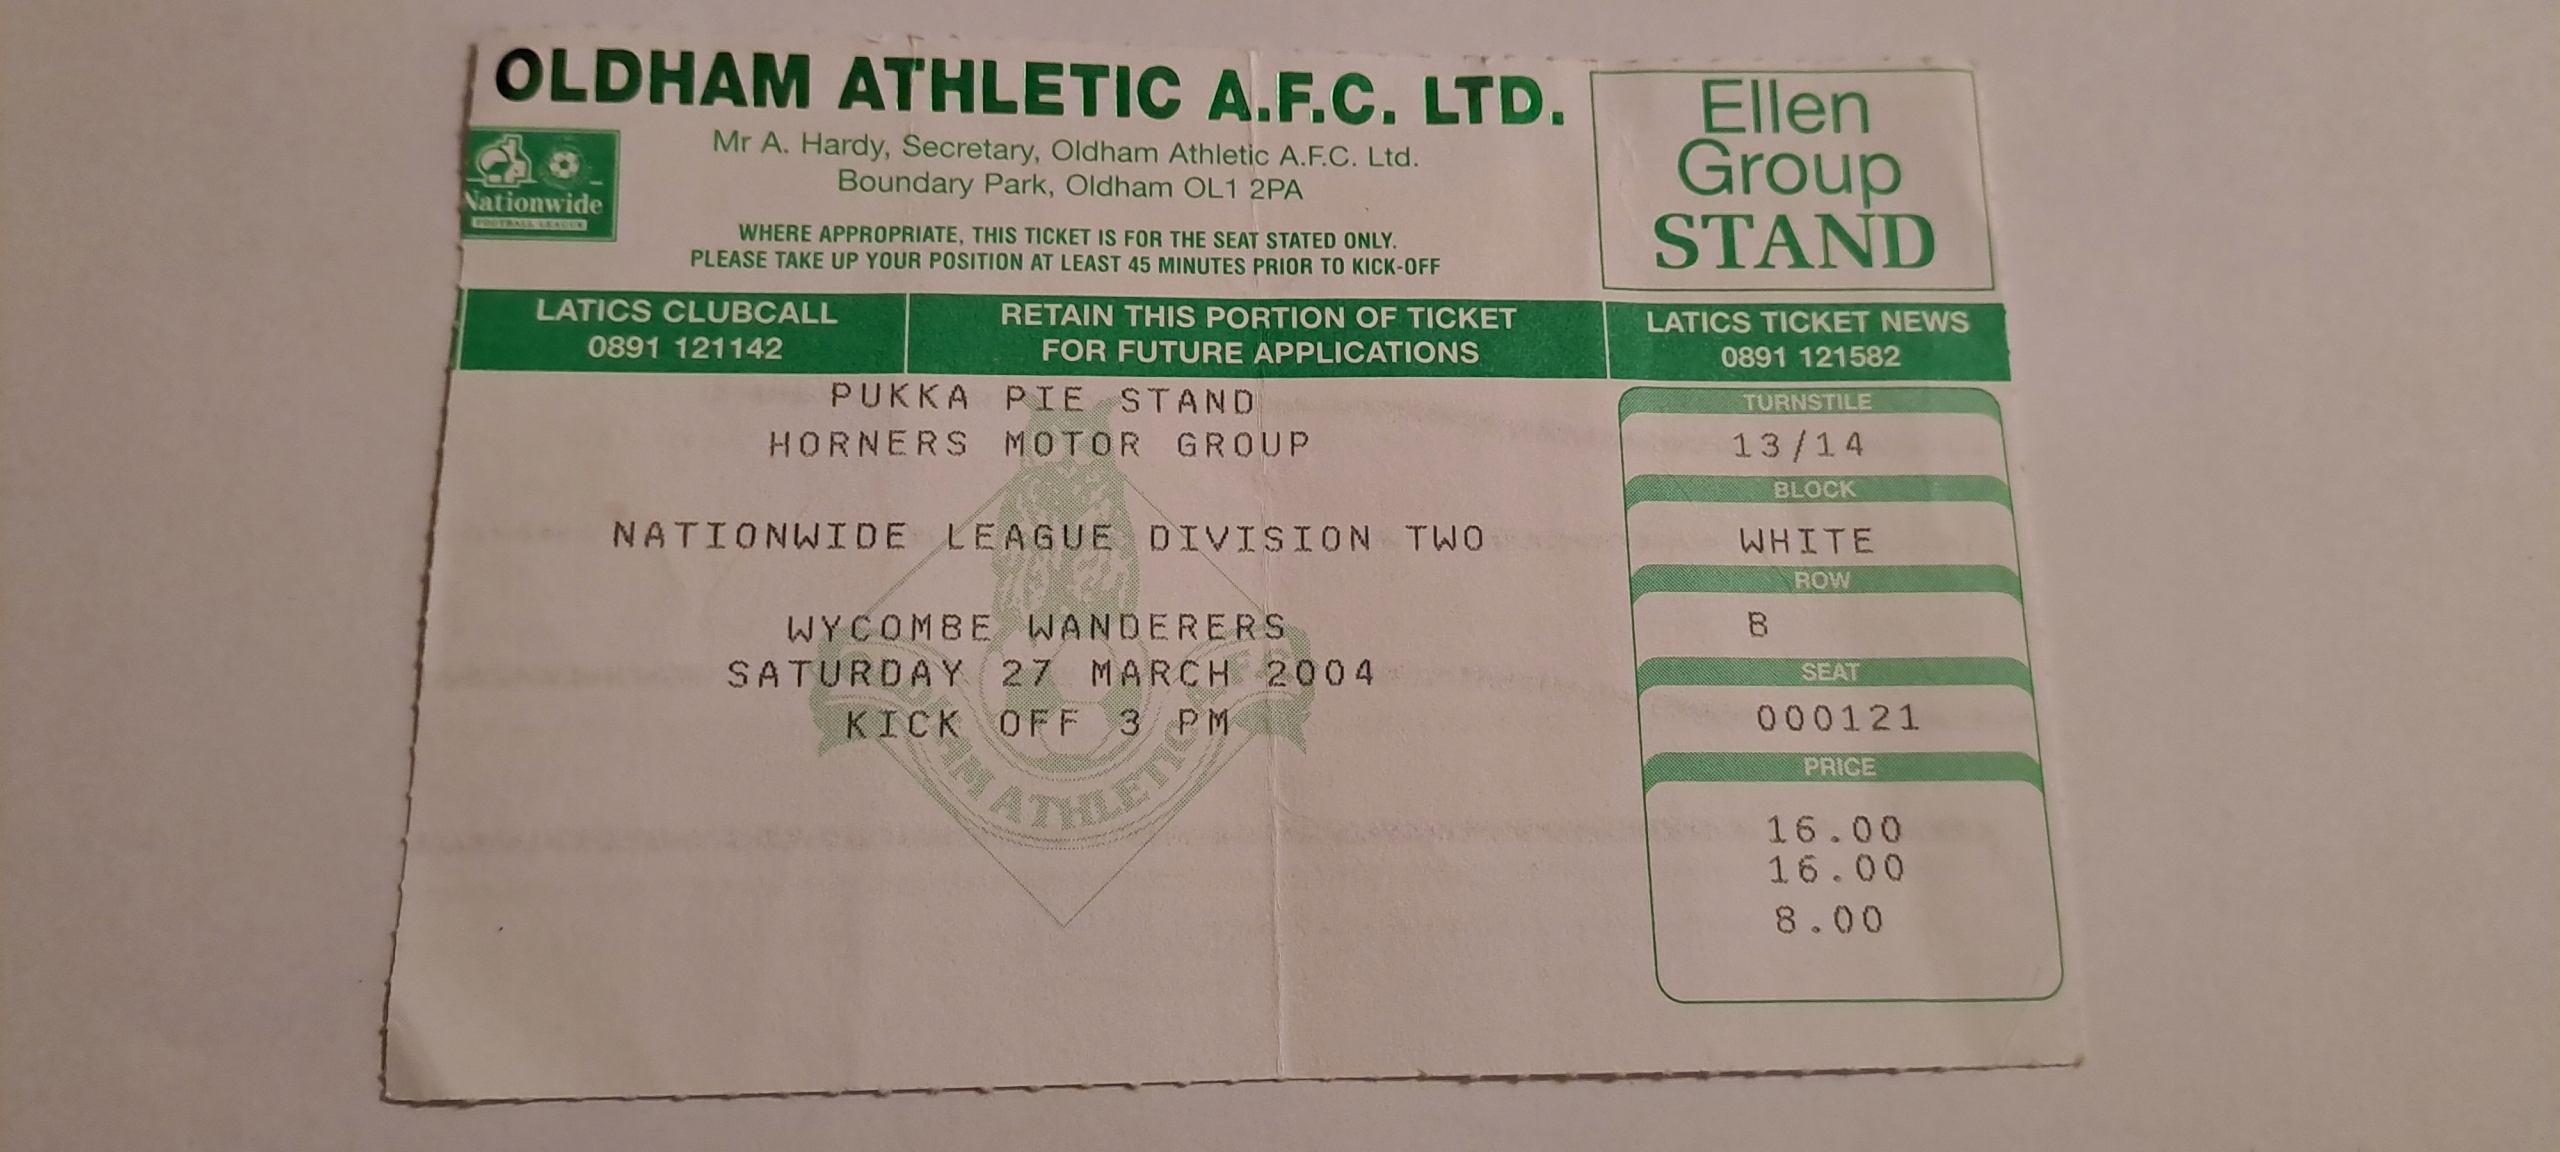 OLDHAM ATHLETIC A.F.C. LTD.
Mr A. Hardy, Secretary, Oldham Athletic A.F.C. Ltd.
Boundary Park, Oldham OL1 2PA
WHERE APPROPRIATE, THIS TICKET IS FOR THE SEAT STATED ONLY.
PLEASE TAKE UP YOUR POSITION AT LEAST 45 MINUTES PRIOR TO KICK-OFF
Nationwide
FOOTBALL LEAGUE
Ellen
Group
STAND
LATICS CLUBCALL
0891 121142
RETAIN THIS PORTION OF TICKET
FOR FUTURE APPLICATIONS
LATICS TICKET NEWS
0891 121582
PUKKA PIE STAND
HORNERS MOTOR GROUP
NATIONWIDE LEAGUE DIVISION TWO
WYCOMBE WANDERERS
SATURDAY 27 MARCH 2004
KICK OFF 3 PM
ATHLETIC
TURNSTILE
13/14
BLOCK
WHITE
ROW
B
SEAT
000121
PRICE
16.00
16.00
8.00